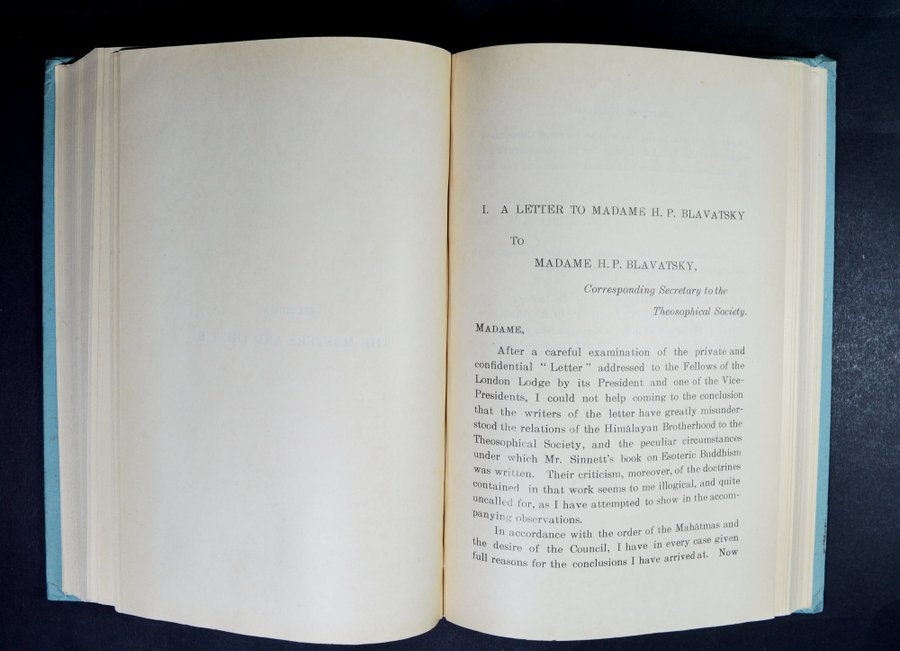 I. A LETTER TO MADAME H. P. BLAVATSKY
To
MADAME H. P. BLAVATSKY,
Corresponding Secretary to the
Theosophical Society.
MADAME,
After a careful examination of the private and
confidential “ Letter ” addressed to the Fellows of the
London Lodge by its President and one of the Vice-
Presidents, I could not help coming to the conclusion
that the writers of the letter have greatly misunder-
stood the relations of the Himálayan Brotherhood to the
Theosophical Society, and the peculiar circumstances
under which Mr. Sinnett's book on Esoteric Buddhism
was written. Their criticism, moreover, of the doctrines
contained in that work seems to me illogical, and quite
uncalled for, as I have attempted to show in the accom-
panying observations.
In accordance with the order of the Mahátmas and
the desire of the Council, I have in every case given
full reasons for the conclusions I have arrived at. Now